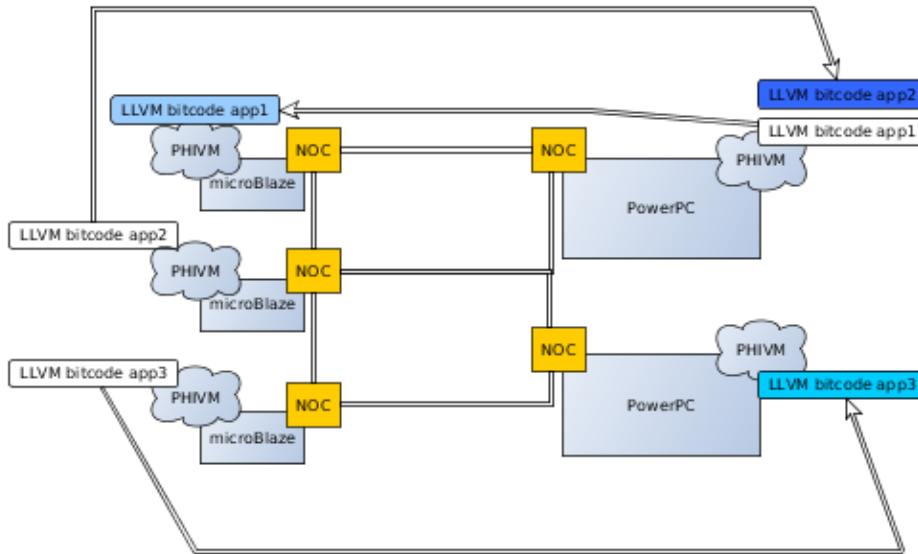 LLVM bitcode app2
LLVM bitcode app1
LLVM bitcode app1
PHIVM
NOC
NOC
PHIVM
microBlaze
PowerPC
LLVM bitcode app2
PHIVM
NOC
microBlaze
NOC
PHIVM
LLVM bitcode app3
LLVM bitcode app3
PHIVM
NOC
PowerPC
microBlaze